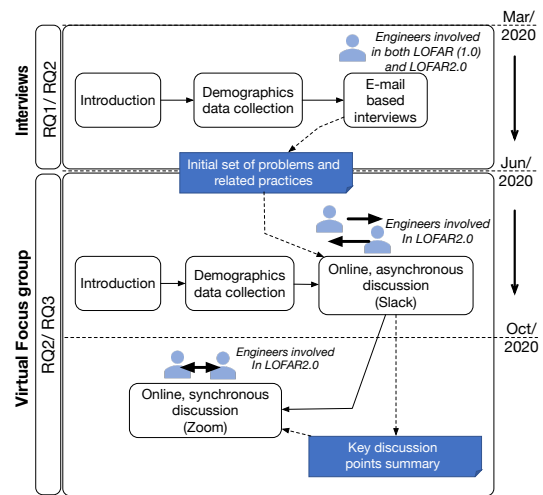 Mar/
2020
Interviews
RQ1/ RQ2
Engineers involved
in both LOFAR (1.0)
and LOFAR2.0
Introduction
Demographics
data collection
E-mail
based
interviews
Initial set of problems and
related practices
Jun/
2020
Virtual Focus group
RQ2/ RQ3
Engineers involved
In LOFAR2.0
Introduction
Demographics
data collection
Online, asynchronous
discussion
(Slack)
Oct/
2020
Engineers involved
In LOFAR2.0
Online, synchronous
discussion
(Zoom)
Key discussion
points summary